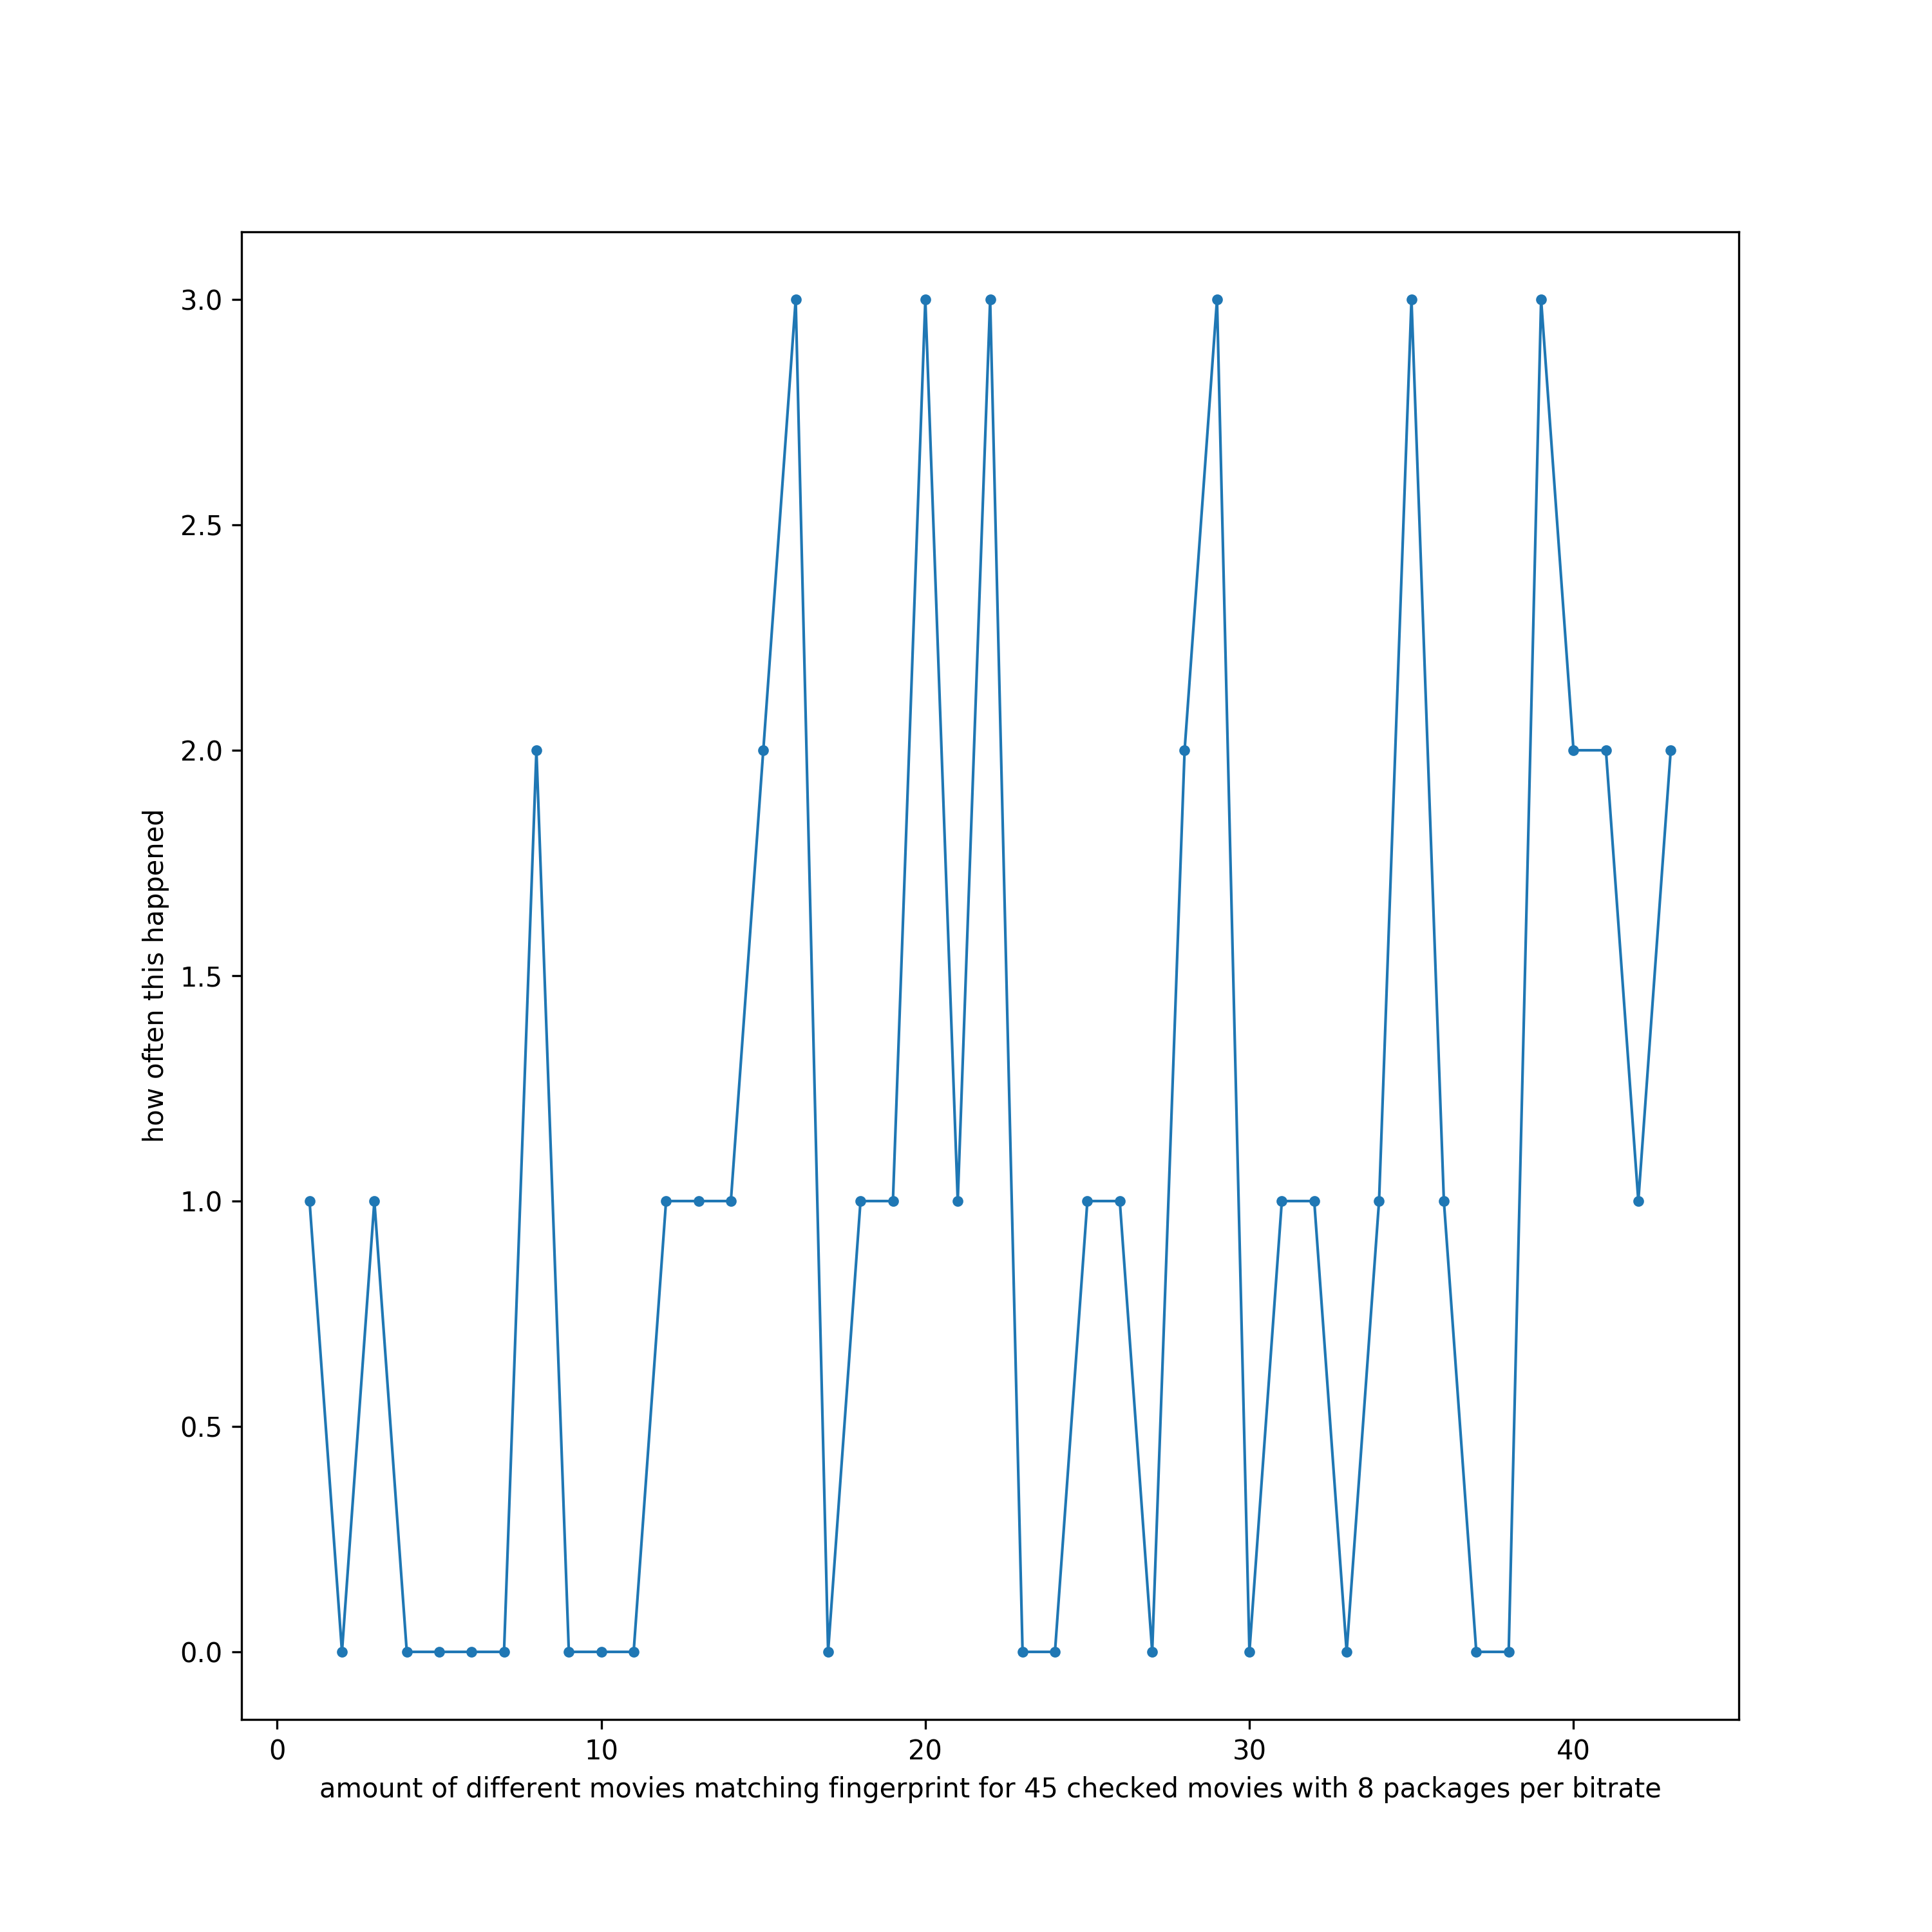 3.0
2.5
2.0
1.5
1.0
0.5
0.0
how often this happened
0 10 20 30 40
amount of different movies matching fingerprint for 45 checked movies with 8 packages per bitrate